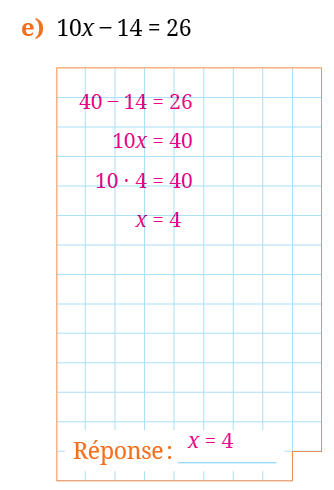 e) 10x − 14 = 26
40 − 14 = 26
10x = 40
10 · 4 = 40
x = 4
Réponse : x = 4